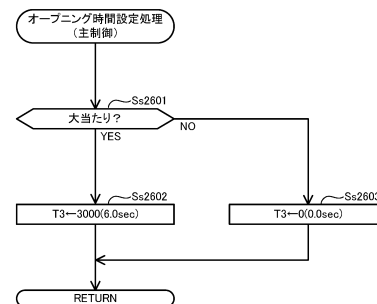 オープニング時間設定処理
（主制御）
Ss2601
大当たり？
YES
NO
Ss2602
T3←3000(6.0sec)
Ss2603
T3←0(0.0sec)
RETURN